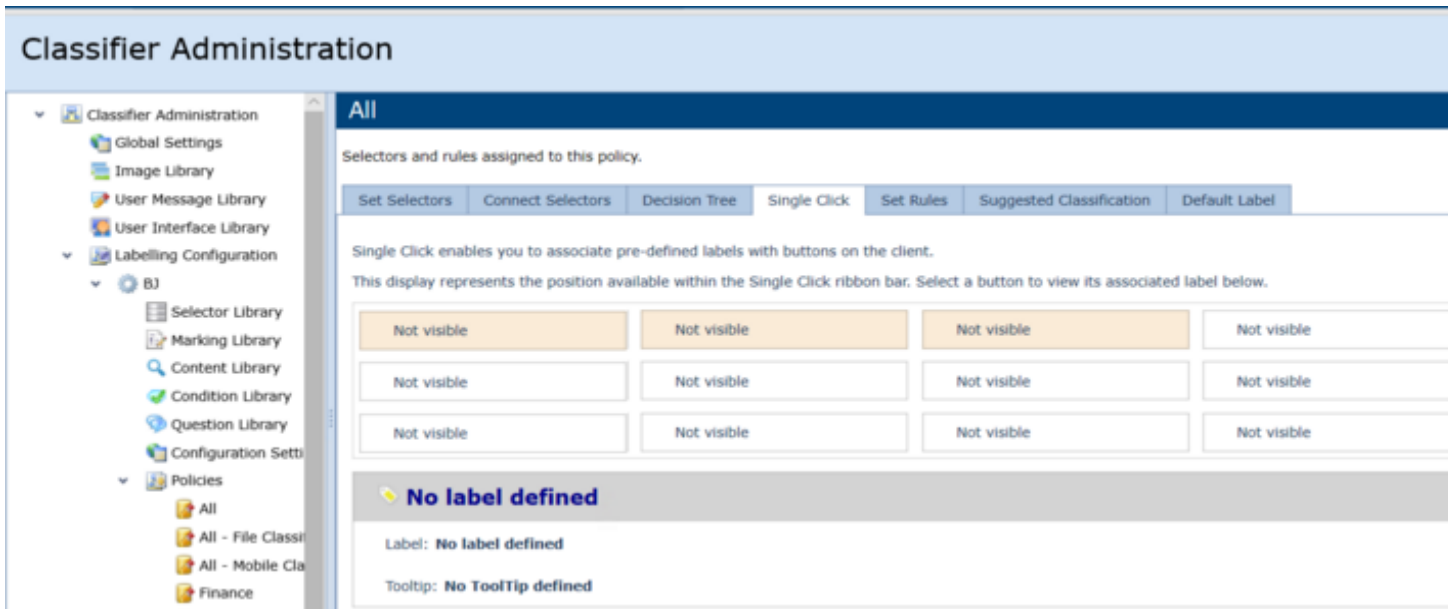 Classifier Administration
Classifier Administration
Global Settings
Image Library
User Message Library
User Interface Library
Labelling Configuration
BJ
Selector Library
Marking Library
Content Library
Condition Library
Question Library
Configuration Setti
Policies
All
All - File Classif
All - Mobile Cla
Finance
All
Selectors and rules assigned to this policy.
Set Selectors Connect Selectors Decision Tree Single Click Set Rules Suggested Classification Default Label
Single Click enables you to associate pre-defined labels with buttons on the client.
This display represents the position available within the Single Click ribbon bar. Select a button to view its associated label below.
Not visible Not visible Not visible Not visible
Not visible Not visible Not visible Not visible
Not visible Not visible Not visible Not visible
No label defined
Label: No label defined
Tooltip: No ToolTip defined